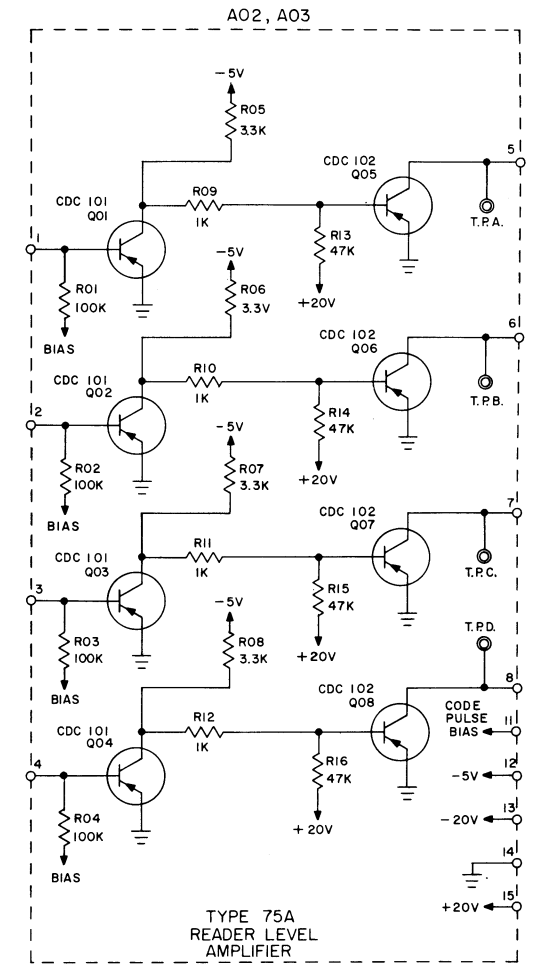 A02, A03
-5V
R05
3.3K
CDC 102
Q05
5
T.P.A.
CDC 101
Q01
R09
1K
R13
47K
+20V
1
R01
100K
BIAS
-5V
R06
3.3V
CDC 102
Q06
6
T.P.B.
CDC 101
Q02
R10
1K
R14
47K
+20V
2
R02
100K
BIAS
-5V
R07
3.3K
CDC 102
Q07
7
T.P.C.
CDC 101
Q03
R11
1K
R15
47K
+20V
3
R03
100K
BIAS
-5V
R08
3.3K
T.P.D.
CDC 102
Q08
8
CDC 101
Q04
R12
1K
R16
47K
+20V
4
R04
100K
BIAS
CODE
PULSE
BIAS
11
-5V
12
-20V
13
14
+20V
15
TYPE 75A
READER LEVEL
AMPLIFIER